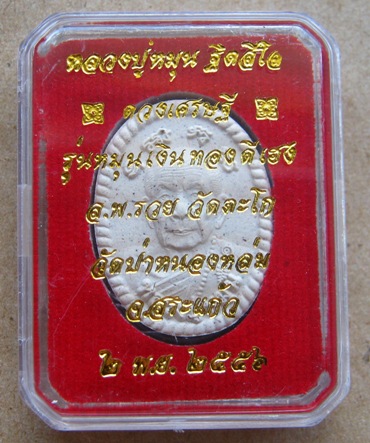 หลวงปู่หมุน ฐิตสีโล
ดวงเศรษฐี
รุ่นหมุนเงินทองดีเฮง
ล.พ.รวย วัดตะโก
วัดป่าหนองหล่ม
จ.สระแก้ว
๒ พ.ย. ๒๕๕๖